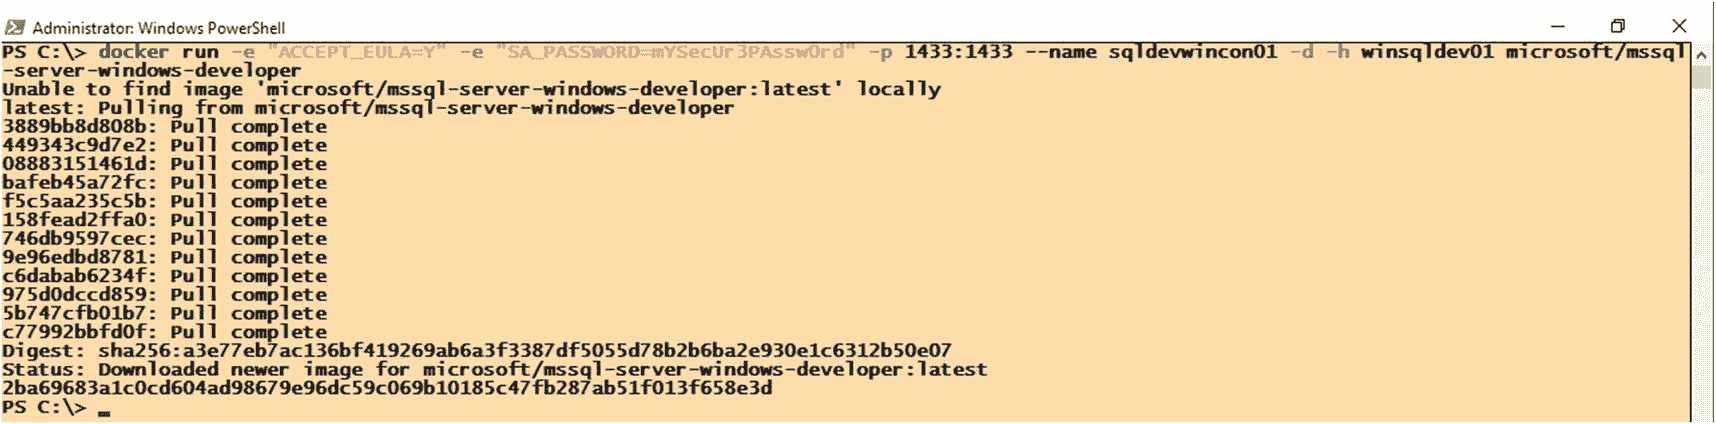 Administrator: Windows PowerShell
PS C:\> docker run -e "ACCEPT_EULA=Y" -e "SA_PASSWORD=mYSecUr3PAssw0rd" -p 1433:1433 --name sqldevwincon01 -d -h winsqldev01 microsoft/mssql
-server-windows-developer
Unable to find image 'microsoft/mssql-server-windows-developer:latest' locally
latest: Pulling from microsoft/mssql-server-windows-developer
3889bb8d808b: Pull complete
449343c9d7e2: Pull complete
08883151461d: Pull complete
bafeb45a72fc: Pull complete
f5c5aa235c5b: Pull complete
158fead2ffa0: Pull complete
746db9597cec: Pull complete
9e96edbd8781: Pull complete
c6dabab6234f: Pull complete
975d0dccd859: Pull complete
5b747cfb01b7: Pull complete
c77992bbfd0f: Pull complete
Digest: sha256:a3e77eb7ac136bf419269ab6a3f3387df5055d78b2b6ba2e930e1c6312b50e07
Status: Downloaded newer image for microsoft/mssql-server-windows-developer:latest
2ba69683a1c0cd604ad98679e96dc59c069b10185c47fb287ab51f013f658e3d
PS C:\> _